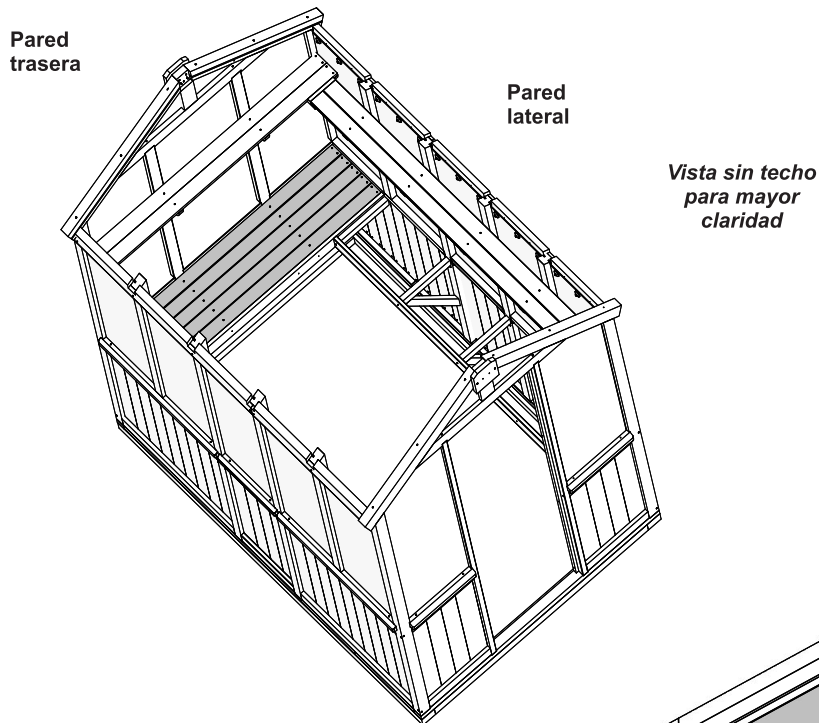 Pared
trasera
Pared
lateral
Vista sin techo
para mayor
claridad